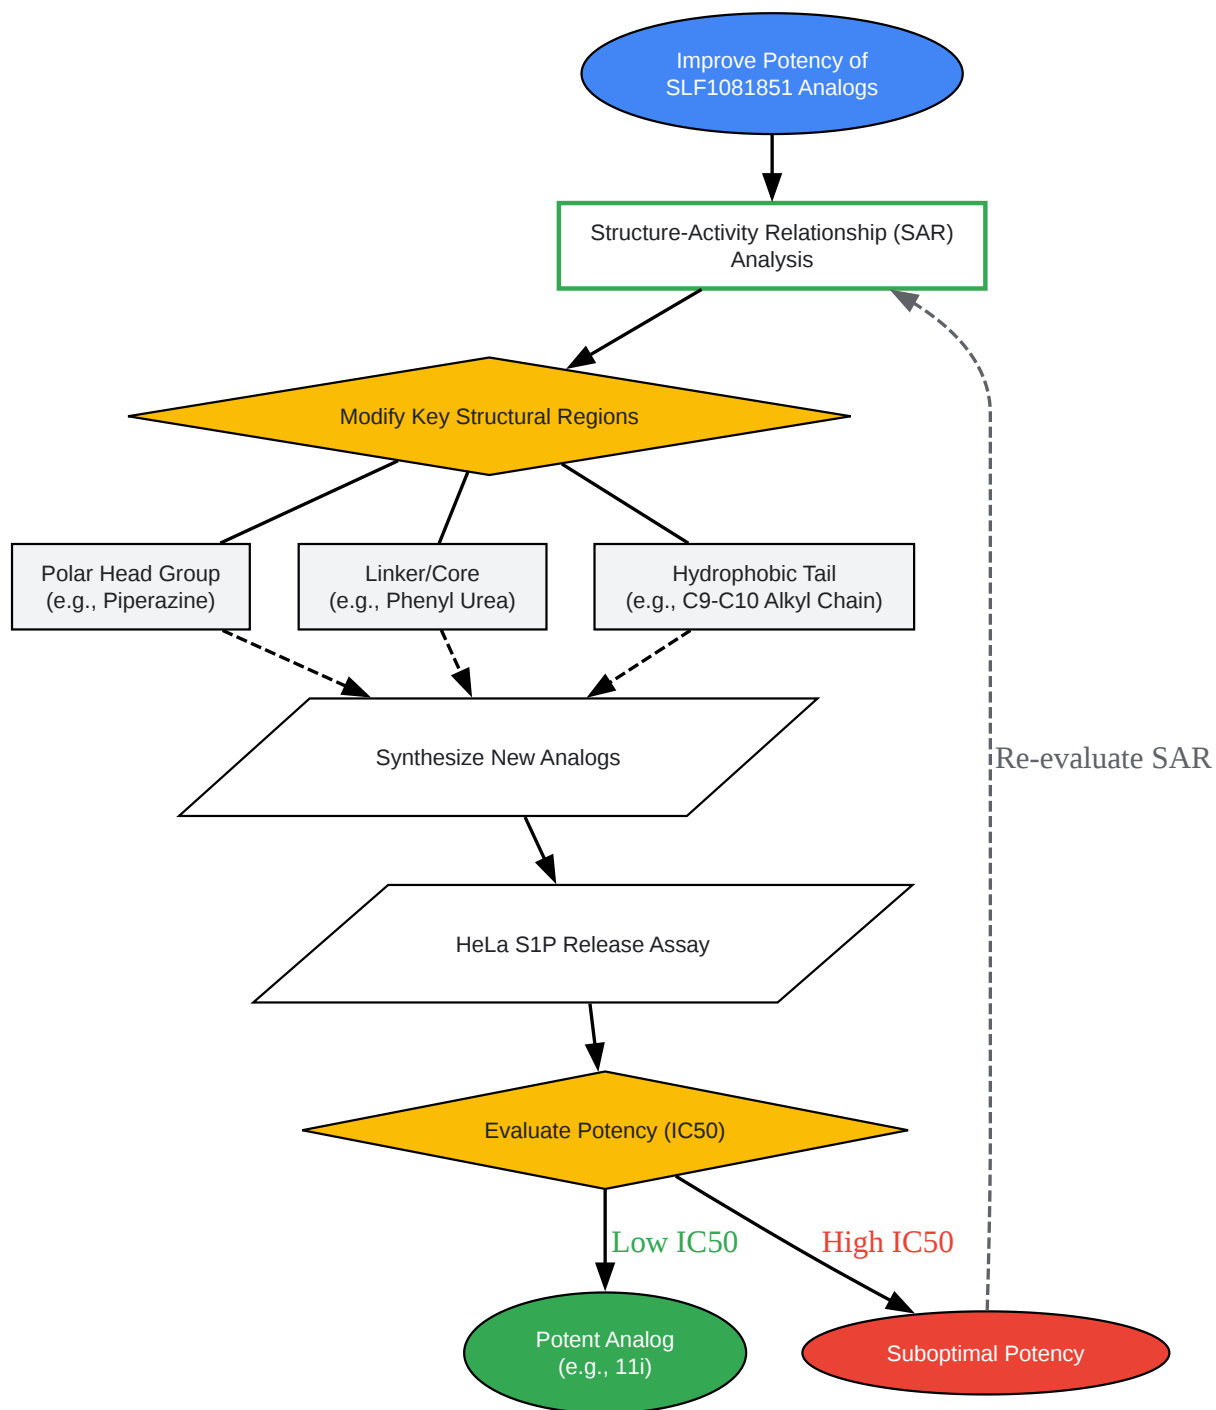 Improve Potency of
SLF1081851 Analogs
Structure-Activity Relationship (SAR)
Analysis
Modify Key Structural Regions
Polar Head Group
(e.g., Piperazine)
Linker/Core
(e.g., Phenyl Urea)
Hydrophobic Tail
(e.g., C9-C10 Alkyl Chain)
Synthesize New Analogs
Re-evaluate SAR
HeLa S1P Release Assay
Evaluate Potency (IC50)
Low IC50
High IC50
Potent Analog
(e.g., 11i)
Suboptimal Potency